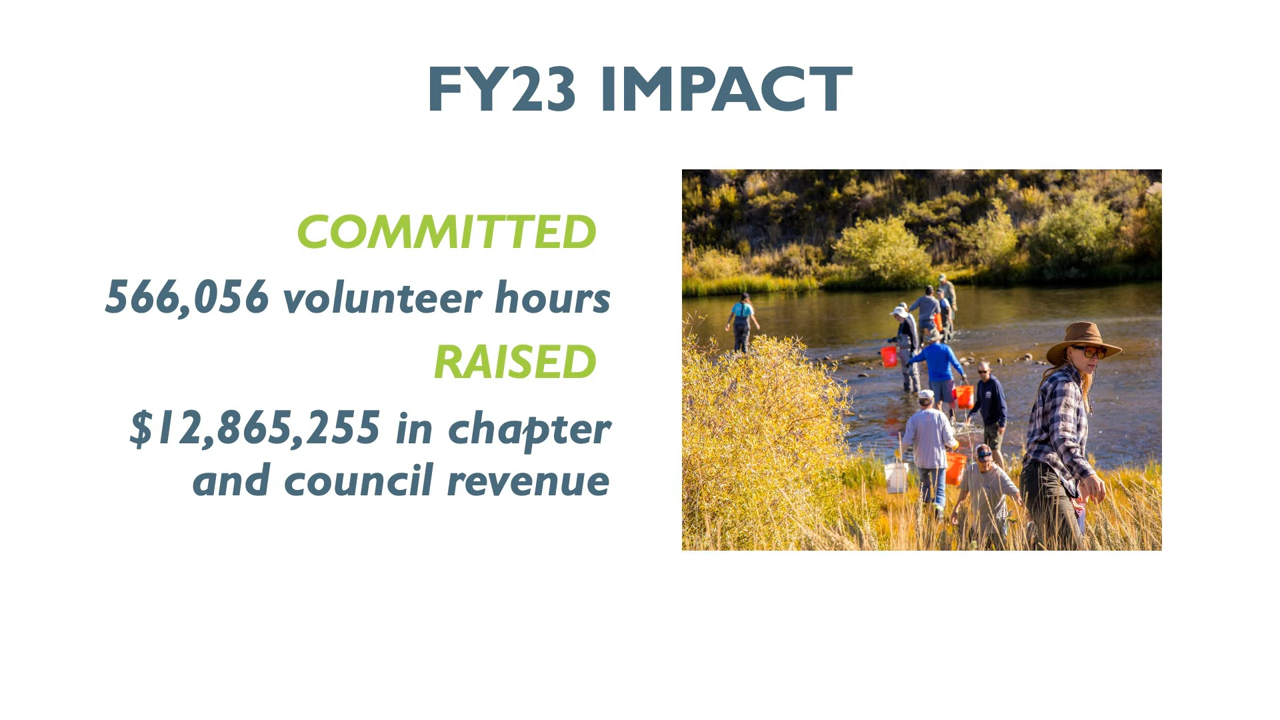 FY23 IMPACT
COMMITTED
566,056 volunteer hours
RAISED
$12,865,255 in chapter
and council revenue